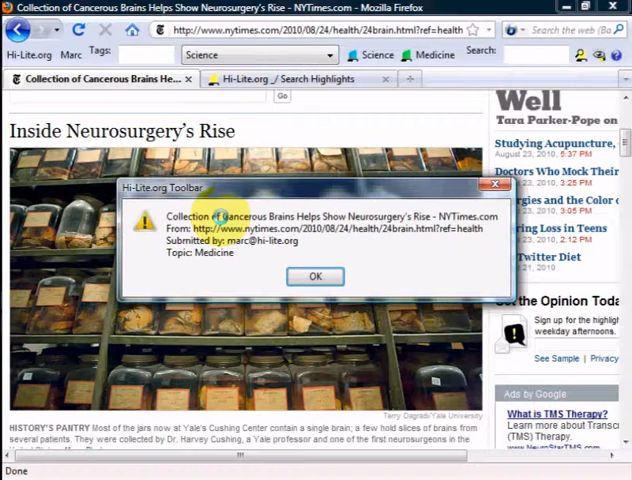 Collection of Cancerous Brains Helps Show Neurosurgery's Rise - NYTimes.com - Mozilla Firefox
http://www.nytimes.com/2010/08/24/health/24brain.html?ref=health
Search the web
Hi-Lite.org Marc Tags: Science Science Medicine Search:
Collection of Cancerous Brains He... Hi-Lite.org _/ Search Highlights
Go
Well
Tara Parker-Pope on
Inside Neurosurgery's Rise
Studying Acupuncture,
August 23, 2010, 5:37 PM
Doctors Who Mock Their
3:25 PM
rgies and the Color o
ring Loss in Teens
2:12 PM
Twitter Diet
21, 2010
Hi-Lite.org Toolbar
Collection of Cancerous Brains Helps Show Neurosurgery's Rise - NYTimes.com
From: http://www.nytimes.com/2010/08/24/health/24brain.html?ref=health
Submitted by: marc@hi-lite.org
Topic: Medicine
OK
the Opinion Toda
Sign up for the highlight
weekday afternoons.
See Sample | Privacy
Ads by Google
What is TMS Therapy?
Learn more about Transcr
(TMS) Therapy.
www.NeuroStarTMS.com
Terry Dagradi/Yale University
HISTORY'S PANTRY Most of the jars now at Yale's Cushing Center contain a single brain; a few hold slices of brains from
several patients. They were collected by Dr. Harvey Cushing, a Yale professor and one of the first neurosurgeons in the
Done